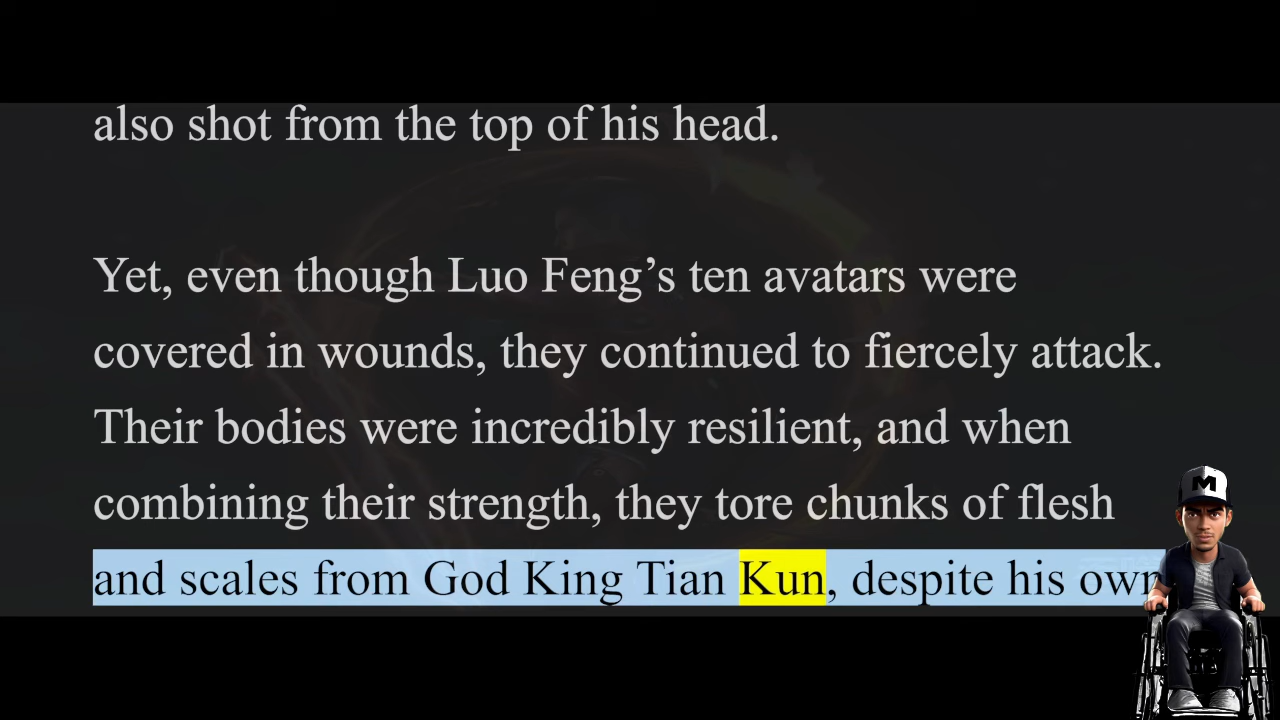 also shot from the top of his head.
Yet, even though Luo Feng’s ten avatars were
covered in wounds, they continued to fiercely attack.
Their bodies were incredibly resilient, and when
combining their strength, they tore chunks of flesh
and scales from God King Tian Kun, despite his own
M